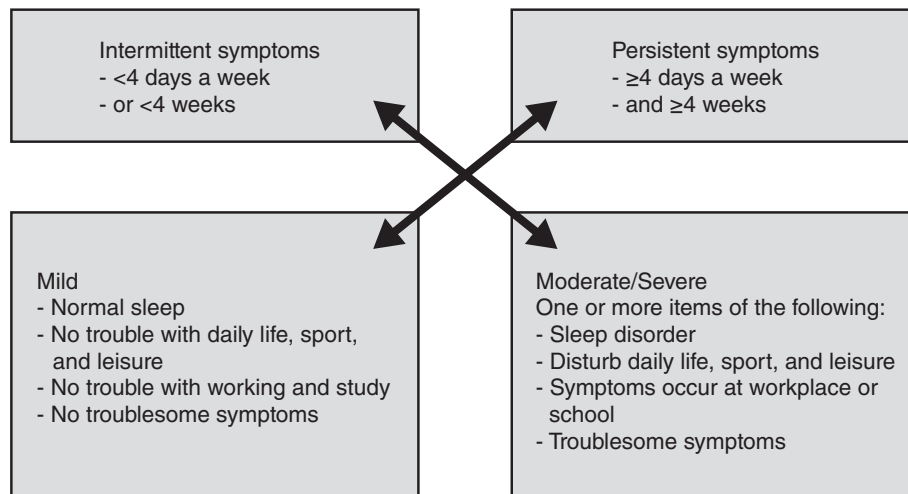 Intermittent symptoms
- <4 days a week
- or <4 weeks
Persistent symptoms
- ≥4 days a week
- and ≥4 weeks
Mild
- Normal sleep
- No trouble with daily life, sport,
and leisure
- No trouble with working and study
- No troublesome symptoms
Moderate/Severe
One or more items of the following:
- Sleep disorder
- Disturb daily life, sport, and leisure
- Symptoms occur at workplace or
school
- Troublesome symptoms